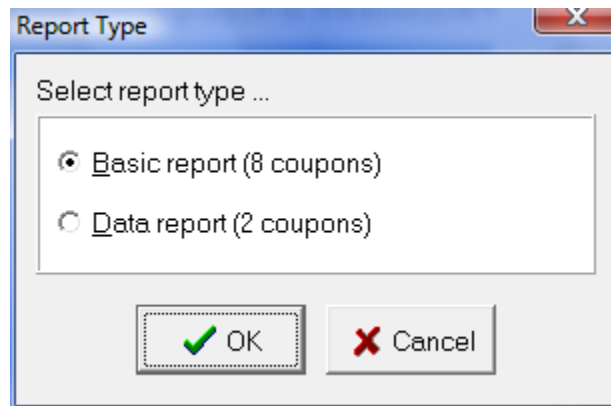 Report Type
Select report type ...
Basic report (8 coupons)
Data report (2 coupons)
OK
Cancel